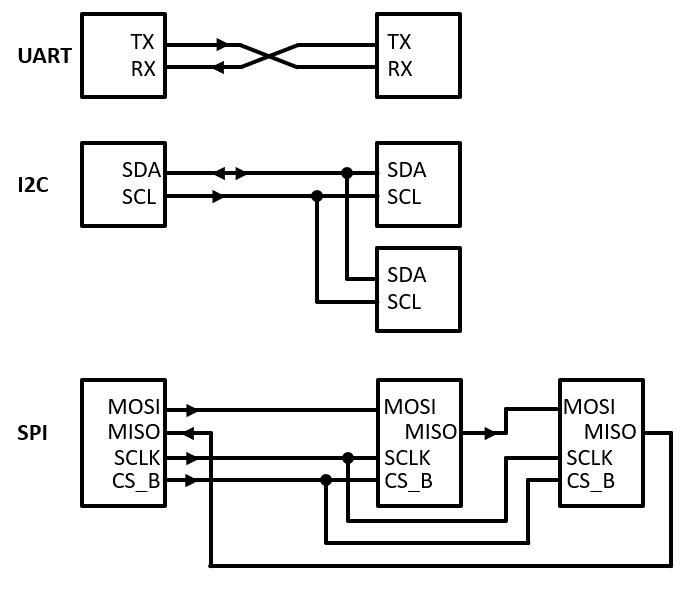 UART
TX
RX
TX
RX
I2C
SDA
SCL
SDA
SCL
SDA
SCL
SPI
MOSI
MISO
SCLK
CS_B
MOSI
MISO
SCLK
CS_B
MOSI
MISO
SCLK
CS_B